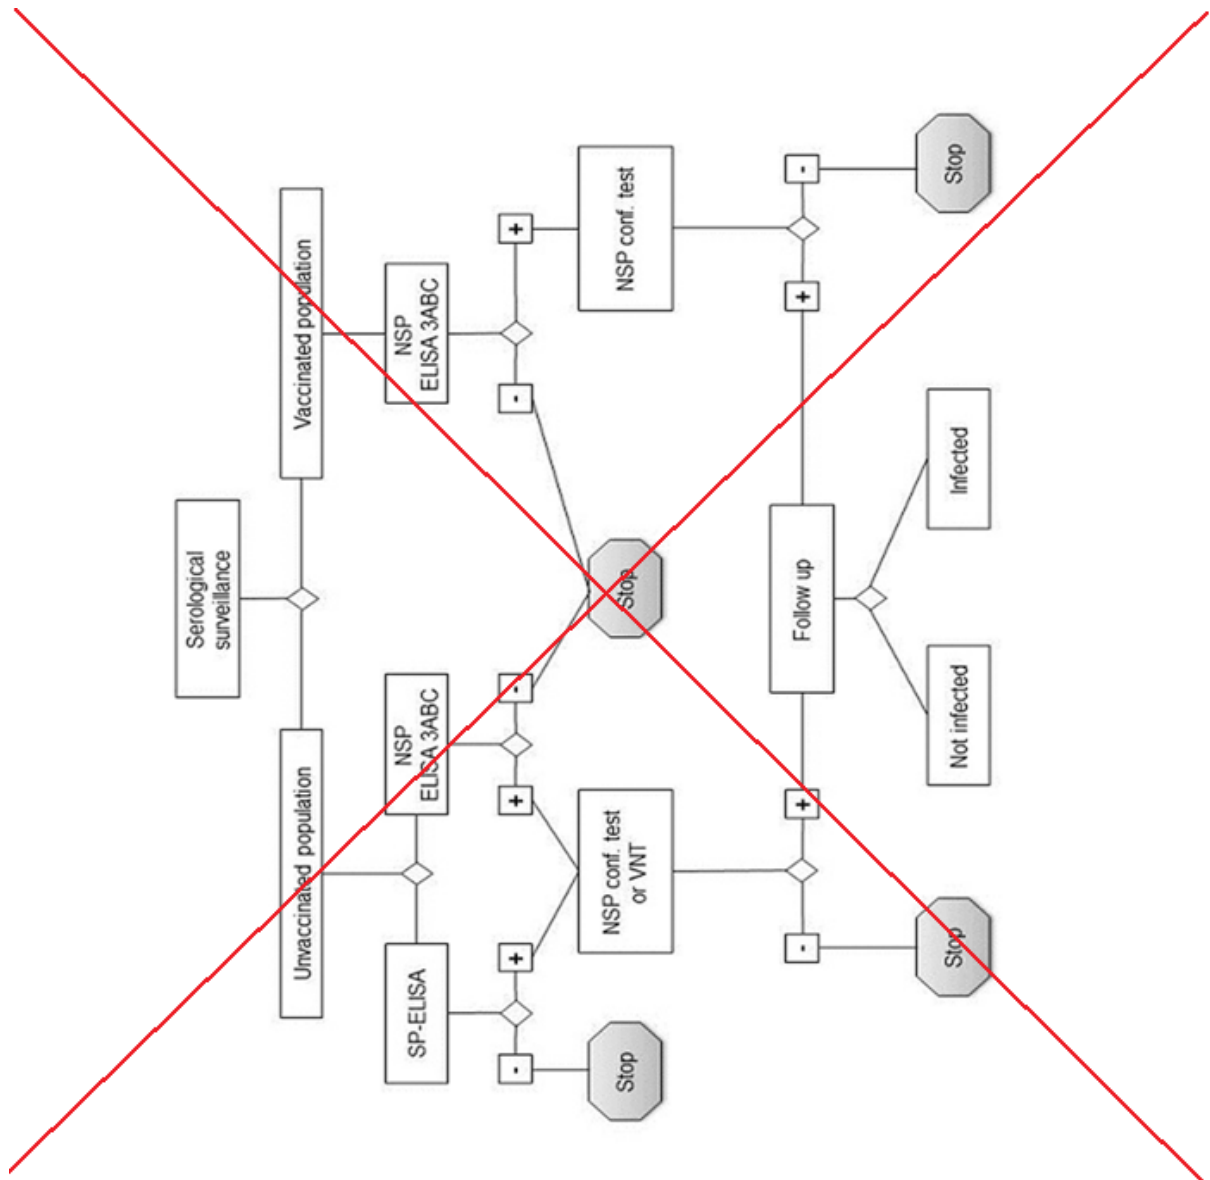 Serological
surveillance
Unvaccinated population
Vaccinated population
SP-ELISA
NSP
ELISA 3ABC
NSP
ELISA 3ABC
-
+
+
-
-
+
Stop
NSP conf. test
or VNT
Stop
NSP conf. test
-
+
Follow up
+
-
Stop
Not infected
Infected
Stop